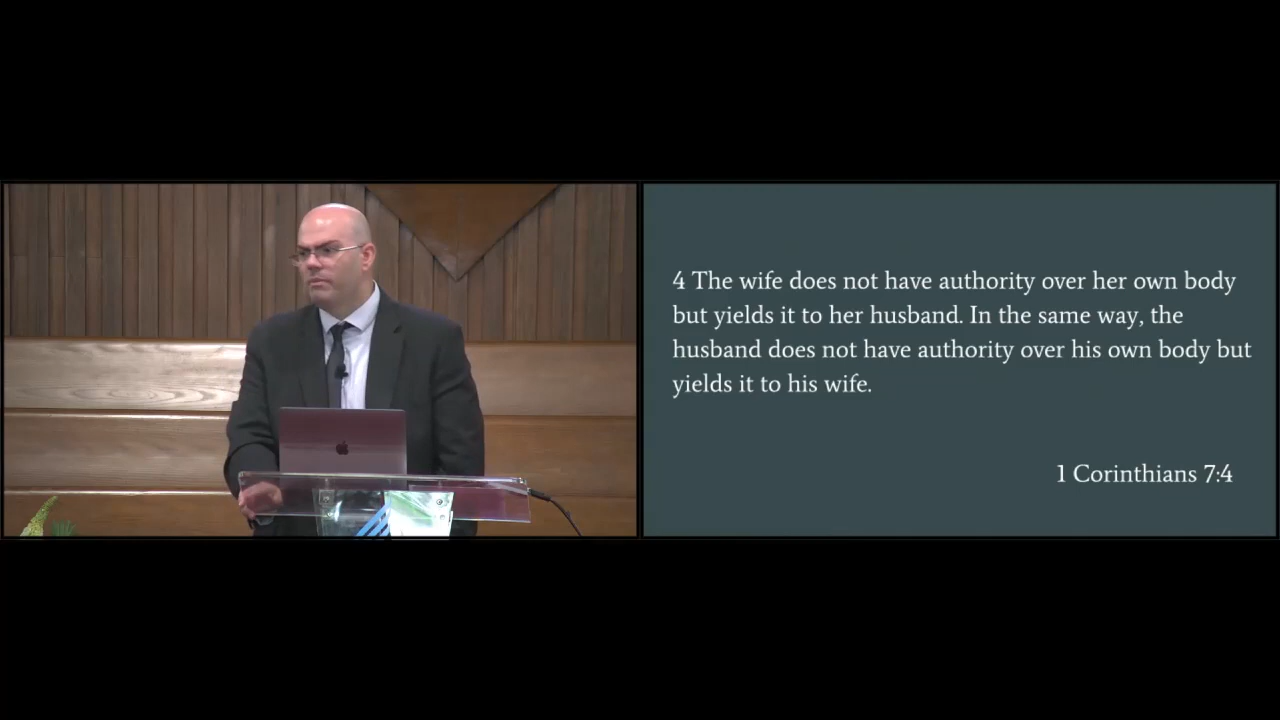 4 The wife does not have authority over her own body
but yields it to her husband. In the same way, the
husband does not have authority over his own body but
yields it to his wife.
1 Corinthians 7:4